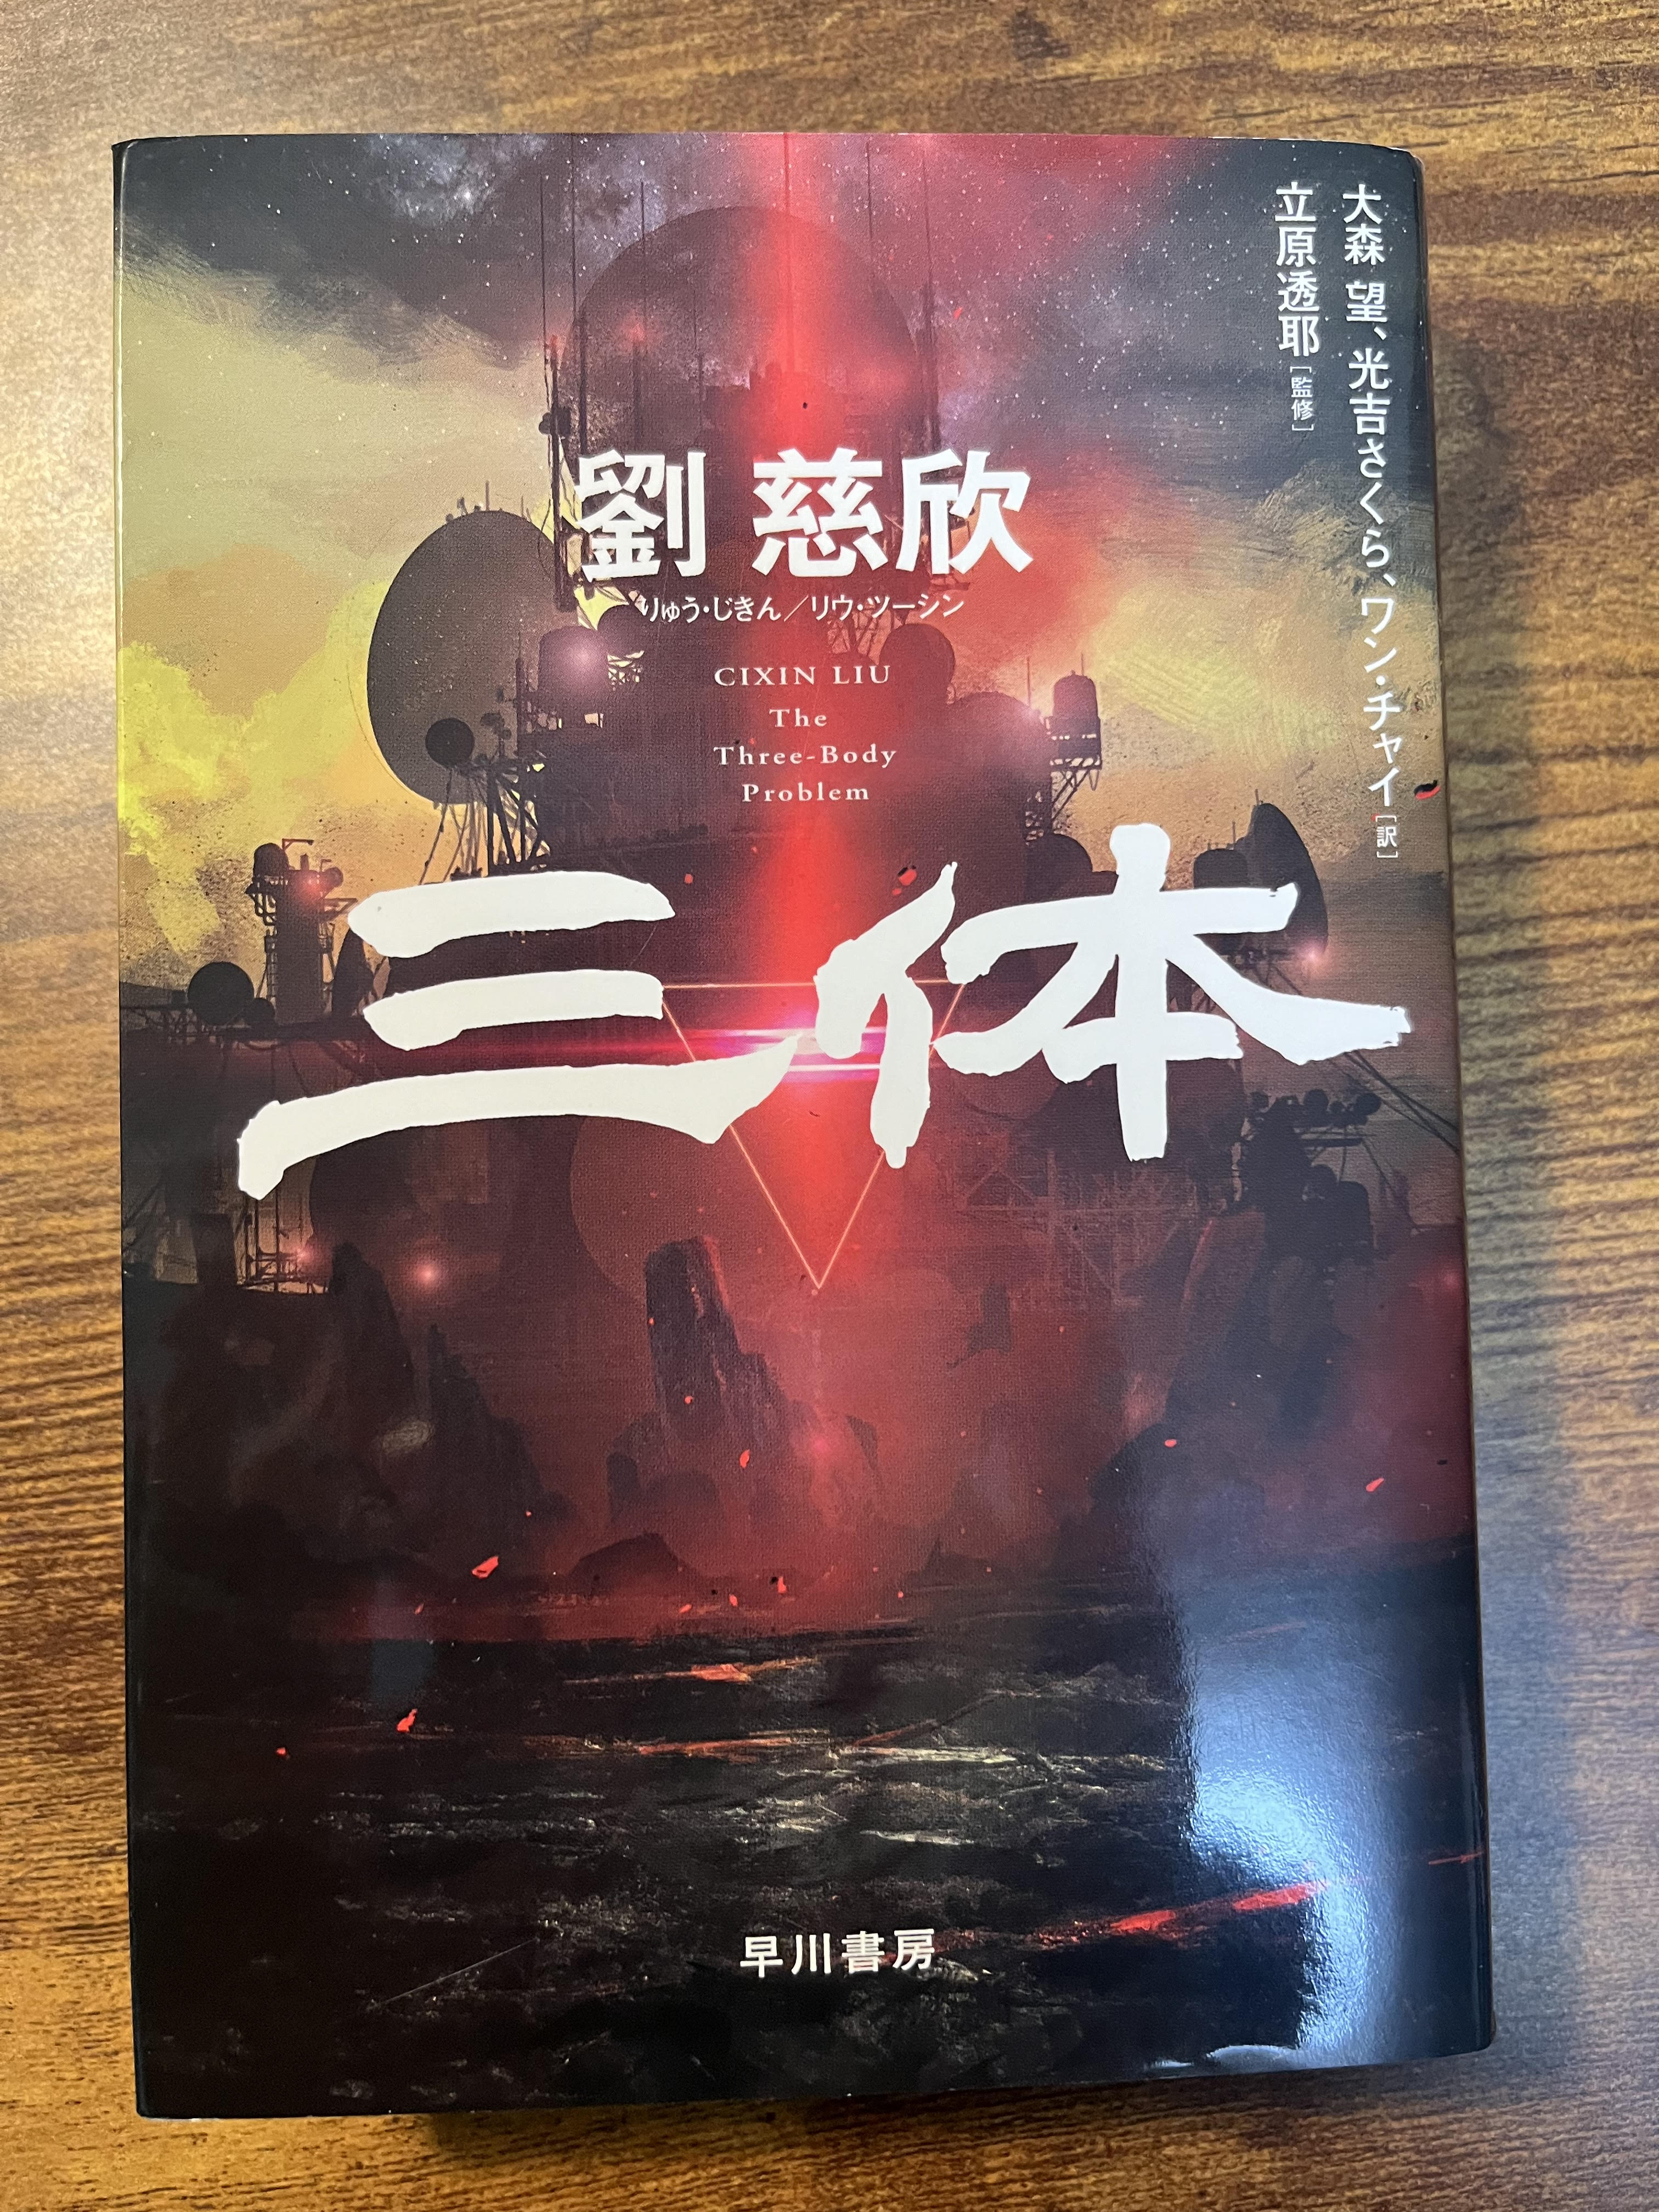 大森 望、光吉さくら、ワン・チャイ[訳]
立原透耶[監修]
劉 慈欣
りゅう・じきん／リウ・ツーシン
CIXIN LIU
The
Three-Body
Problem
三体
早川書房